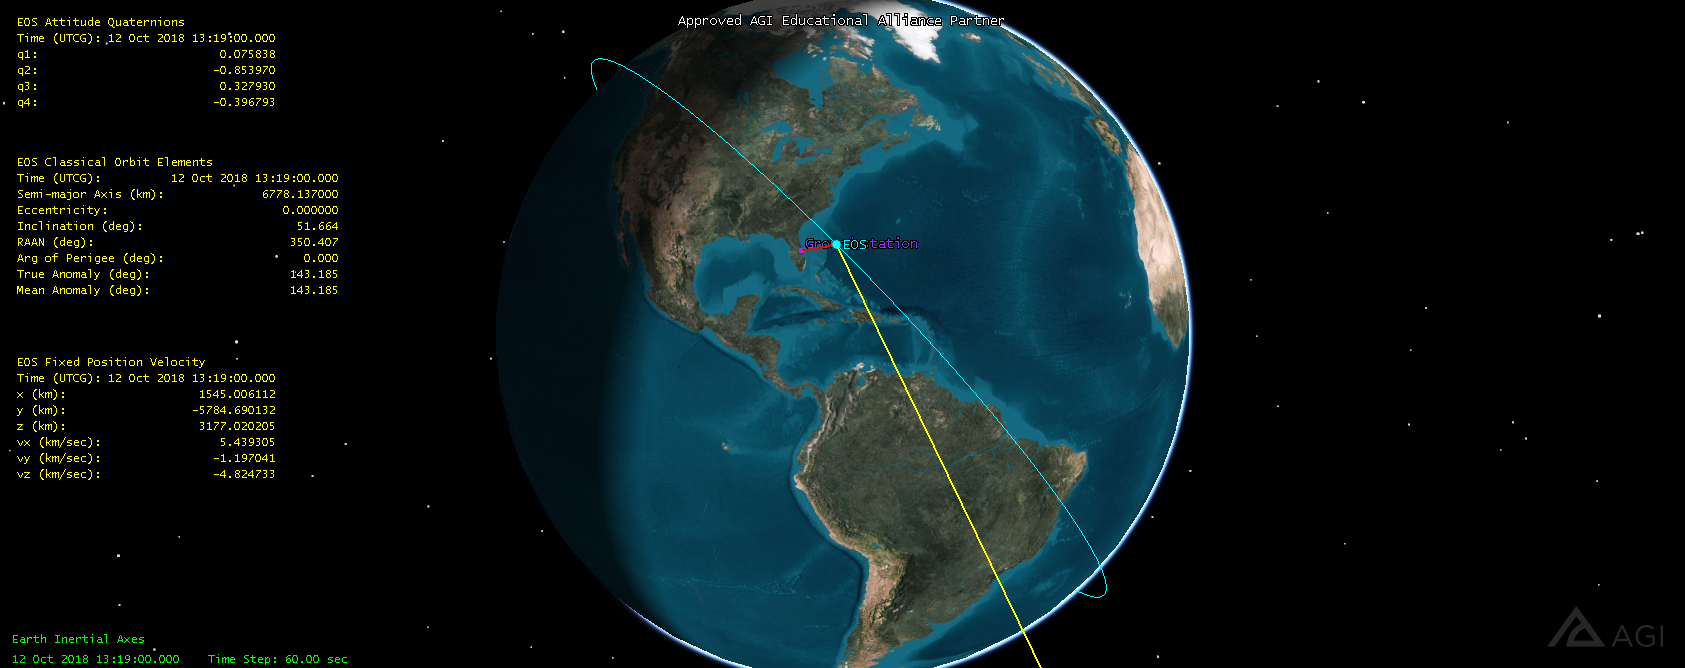 Approved AGI Educational Alliance Partner
EOS Attitude Quaternions
Time (UTCG): 12 Oct 2018 13:19:00.000
q1: 0.075838
q2: -0.853970
q3: 0.327930
q4: -0.396793
EOS Classical Orbit Elements
Time (UTCG): 12 Oct 2018 13:19:00.000
Semi-major Axis (km): 6778.137000
Eccentricity: 0.000000
Inclination (deg): 51.664
RAAN (deg): 350.407
Arg of Perigee (deg): 0.000
True Anomaly (deg): 143.185
Mean Anomaly (deg): 143.185
EOS
EOS Fixed Position Velocity
Time (UTCG): 12 Oct 2018 13:19:00.000
x (km): 1545.006112
y (km): -5784.690132
z (km): 3177.020205
vx (km/sec): 5.439305
vy (km/sec): -1.197041
vz (km/sec): -4.824733
Earth Inertial Axes
12 Oct 2018 13:19:00.000 Time Step: 60.00 sec
AGI